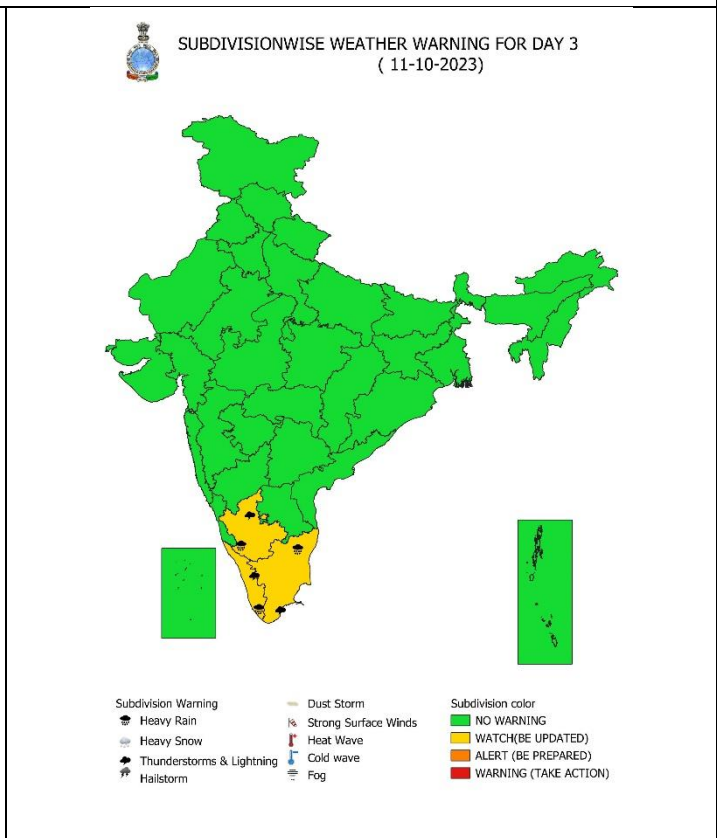 SUBDIVISIONWISE WEATHER WARNING FOR DAY 3
( 11-10-2023)
Subdivision Warning
Heavy Rain
Heavy Snow
Thunderstorms & Lightning
Hailstorm
Dust Storm
Strong Surface Winds
Heat Wave
Cold wave
Fog
Subdivision color
NO WARNING
WATCH(BE UPDATED)
ALERT (BE PREPARED)
WARNING (TAKE ACTION)